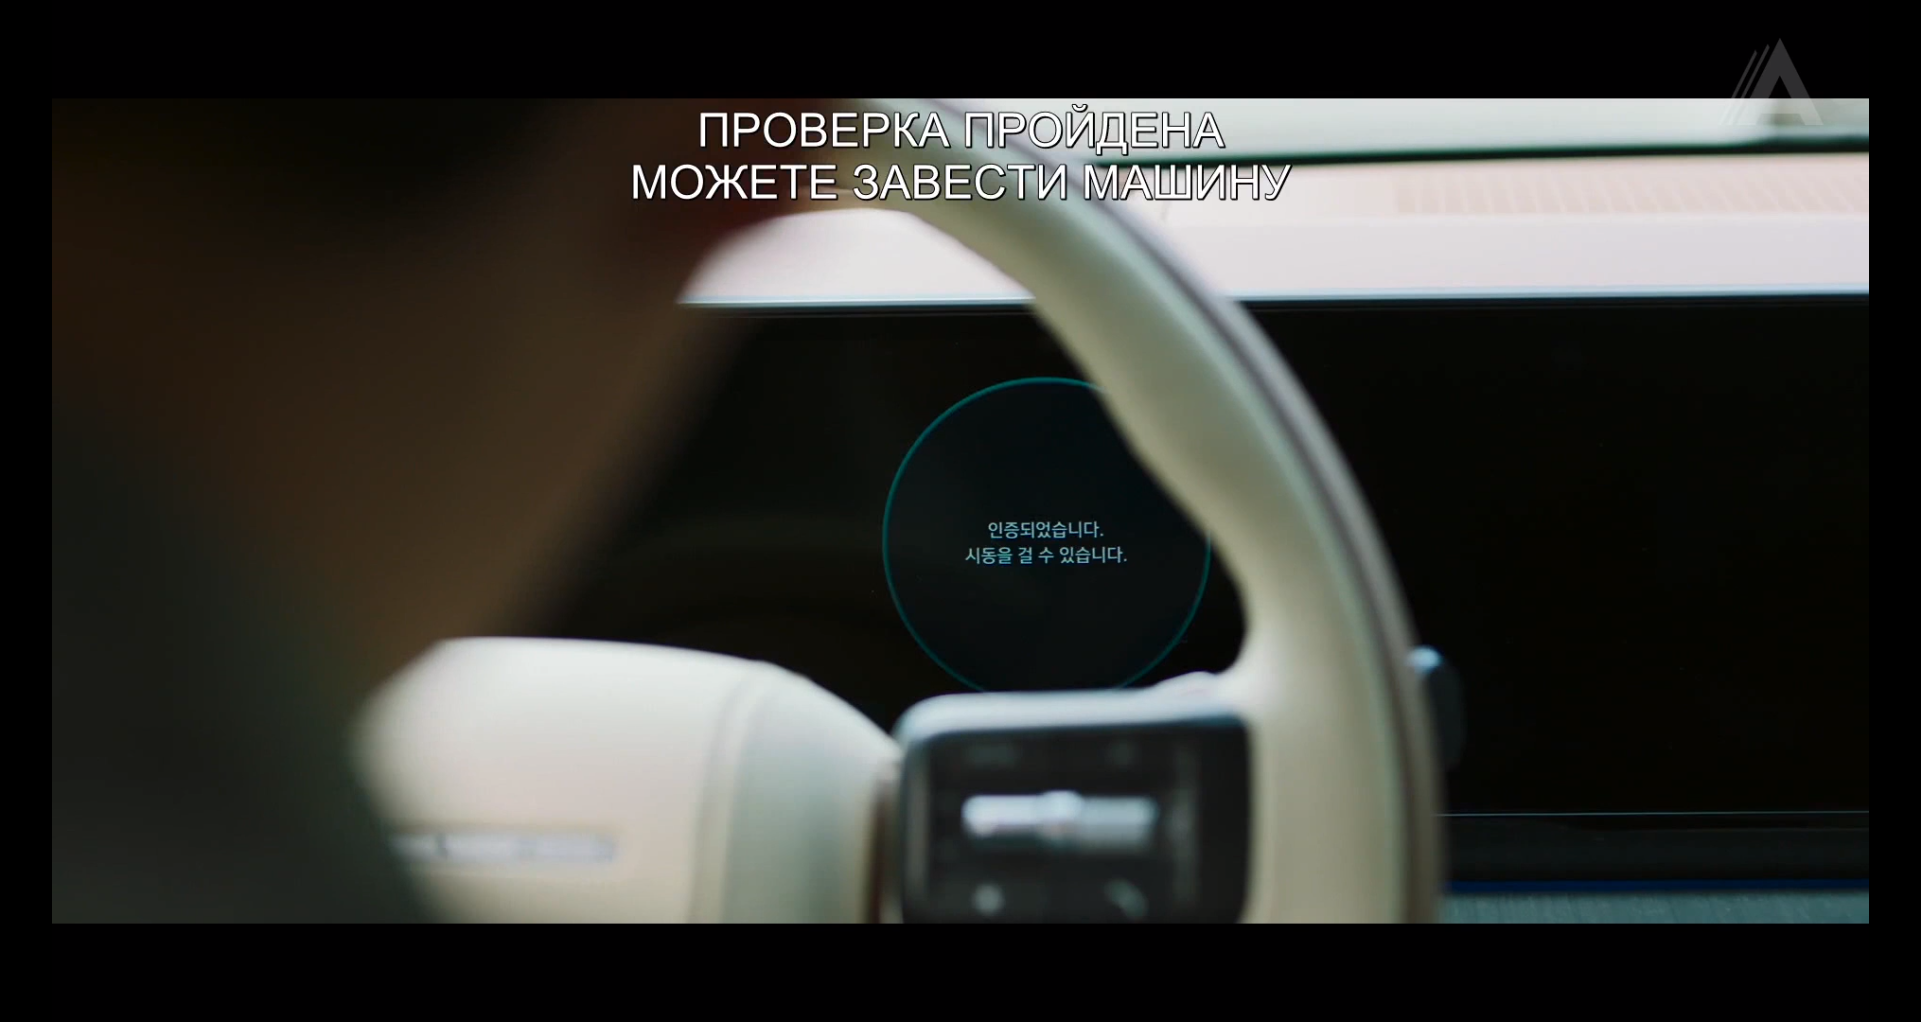 ПРОВЕРКА ПРОЙДЕНА
МОЖЕТЕ ЗАВЕСТИ МАШИНУ
인증되었습니다.
시동을 걸 수 있습니다.